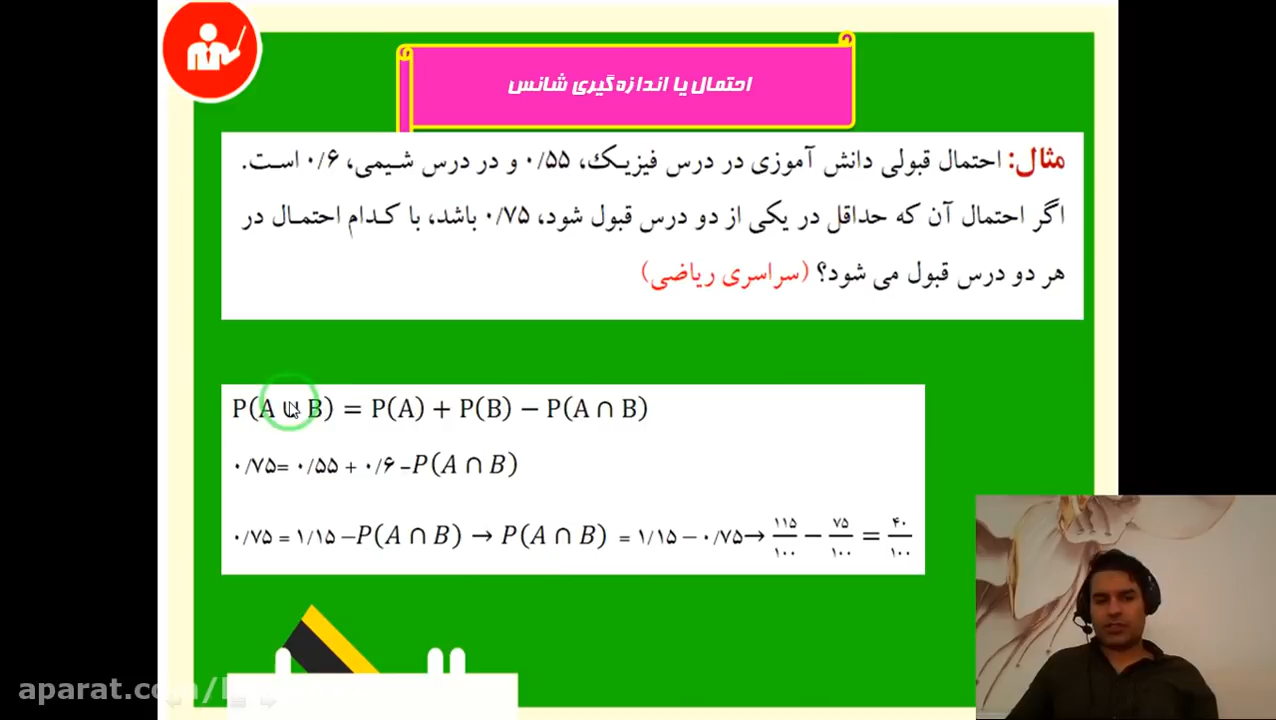 احتمال یا اندازه‌گیری شانس
مثال: احتمال قبولی دانش آموزی در درس فیزیک، ۰/۵۵ و در درس شیمی، ۰/۶ است.
اگر احتمال آن که حداقل در یکی از دو درس قبول شود، ۰/۷۵ باشد، با کدام احتمال در
هر دو درس قبول می شود؟ (سراسری ریاضی)
P(A ∪ B) = P(A) + P(B) − P(A ∩ B)
۰/۷۵= ۰/۵۵ + ۰/۶ −P(A ∩ B)
۰/۷۵ = ۱/۱۵ −P(A ∩ B) → P(A ∩ B) = ۱/۱۵ − ۰/۷۵→ ۱۱۵/۱۰۰ − ۷۵/۱۰۰ = ۴۰/۱۰۰